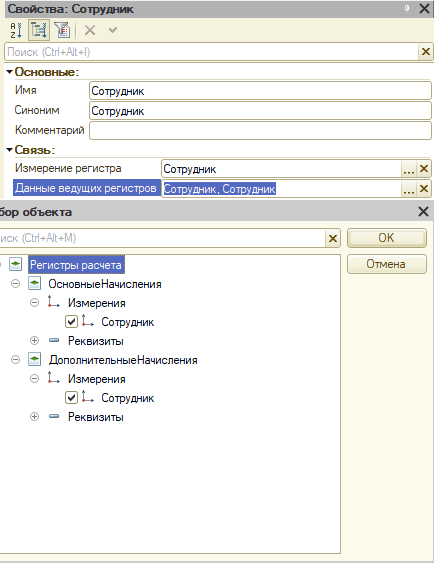 Свойства: Сотрудник
Поиск (Ctrl+Alt+I)
Основные:
Имя Сотрудник
Синоним Сотрудник
Комментарий
Связь:
Измерение регистра Сотрудник
Данные ведущих регистров Сотрудник, Сотрудник
бор объекта
иск (Ctrl+Alt+M)
OK
Отмена
Регистры расчета
ОсновныеНачисления
Измерения
Сотрудник
Реквизиты
ДополнительныеНачисления
Измерения
Сотрудник
Реквизиты